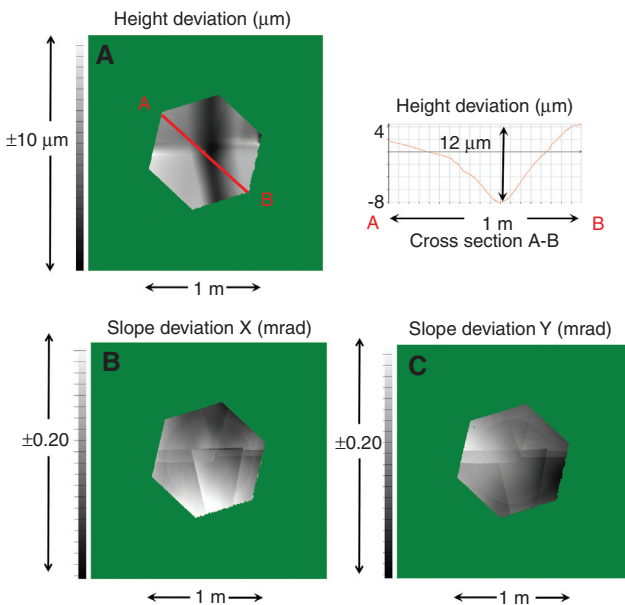 Height deviation (μm)
A
A
B
±10 μm
1 m
Height deviation (μm)
4
12 μm
-8
A
1 m
B
Cross section A-B
Slope deviation X (mrad)
B
±0.20
1 m
Slope deviation Y (mrad)
C
±0.20
1 m